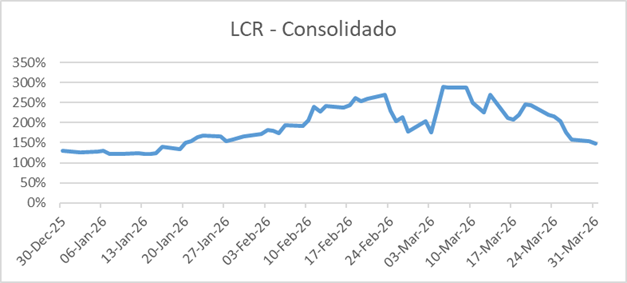 LCR - Consolidado
350%
300%
250%
200%
150%
100%
50%
0%
30-Dec-25
06-Jan-26
13-Jan-26
20-Jan-26
27-Jan-26
03-Feb-26
10-Feb-26
17-Feb-26
24-Feb-26
03-Mar-26
10-Mar-26
17-Mar-26
24-Mar-26
31-Mar-26